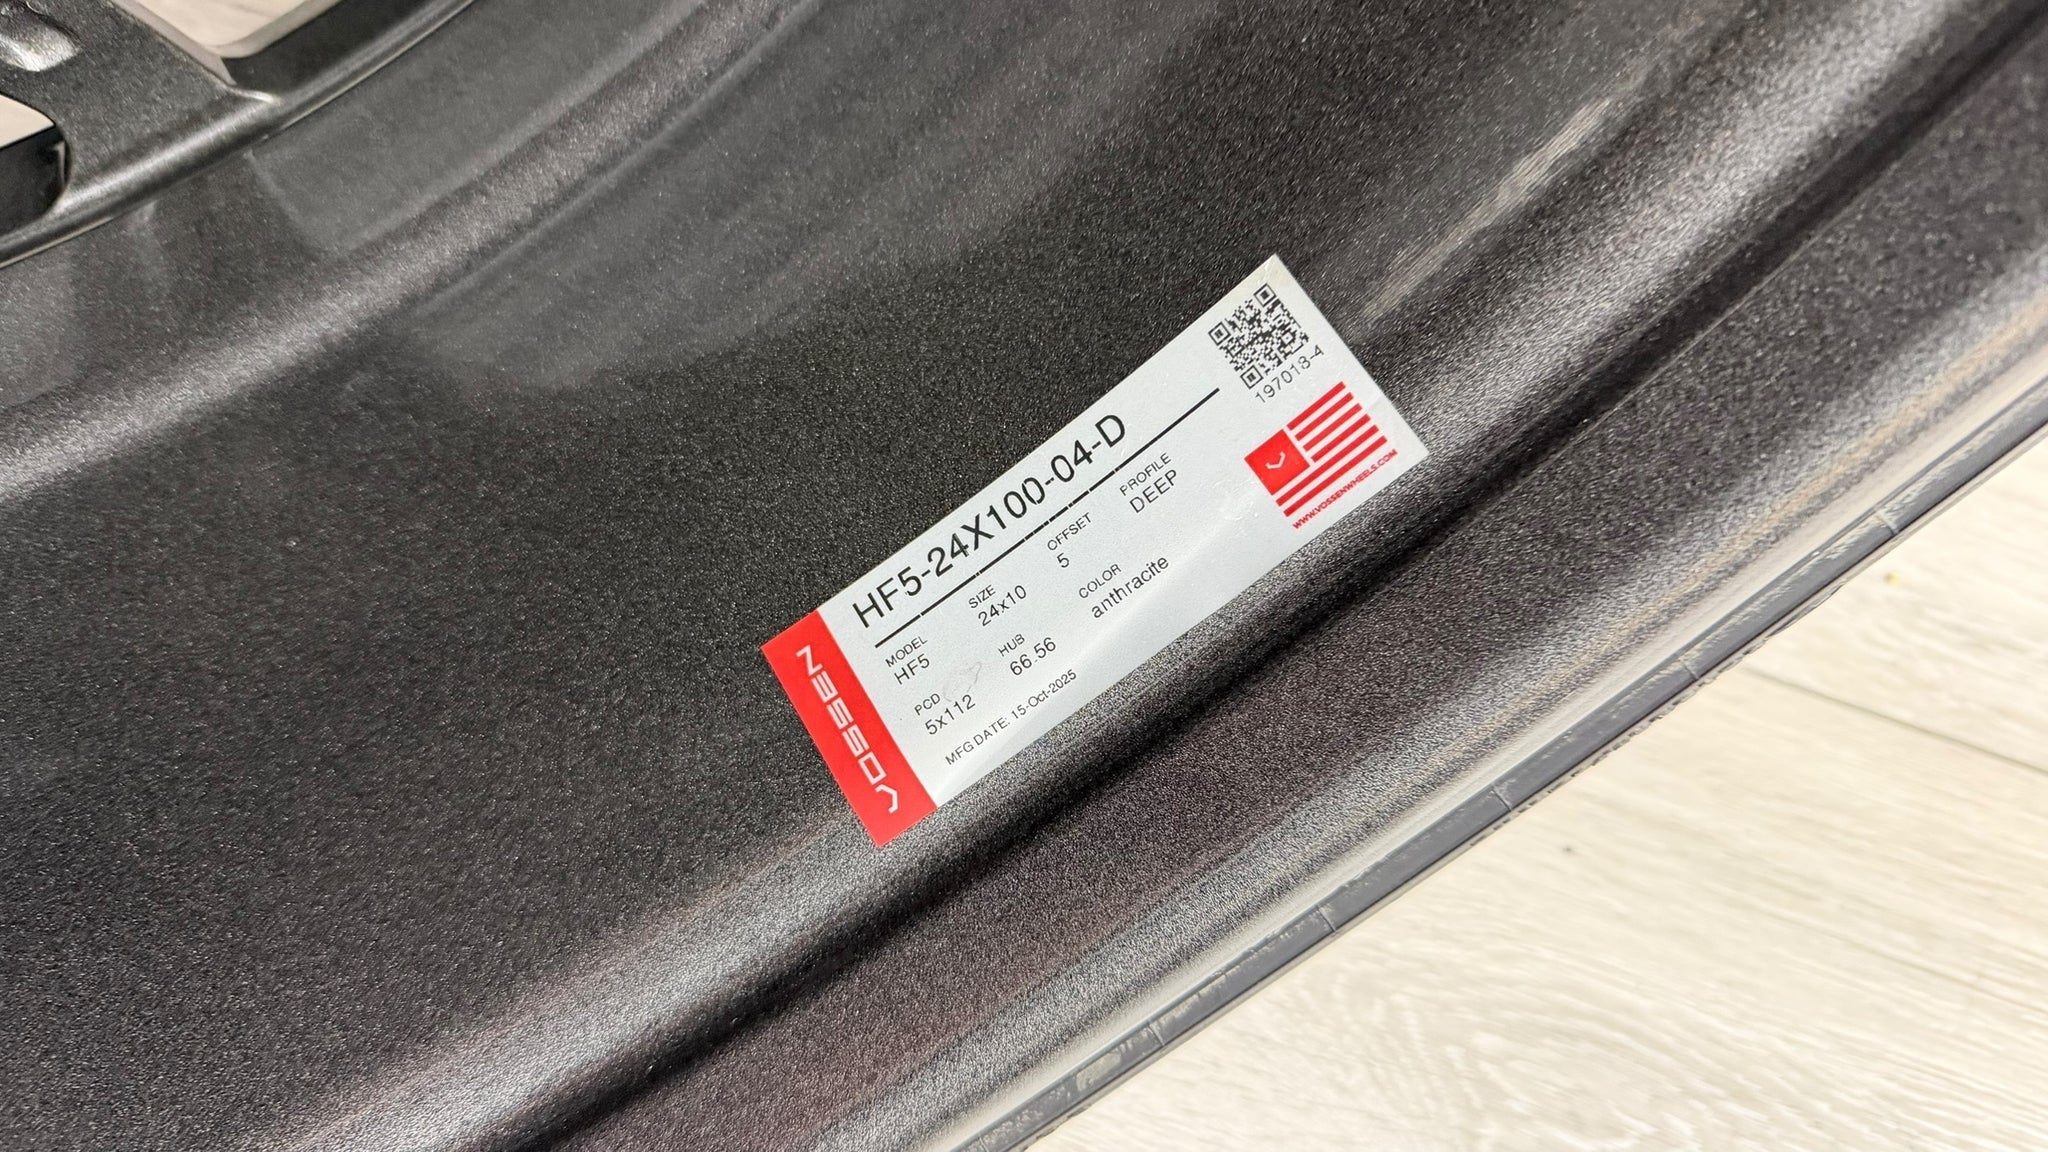 VOSSEN
HF5-24X100-04-D
MODEL
HF5
SIZE
24x10
OFFSET
5
PROFILE
DEEP
PCD
5x112
HUB
66.56
COLOR
anthracite
MFG DATE: 15-Oct-2025
197013-4
WWW.VOSSENWHEELS.COM